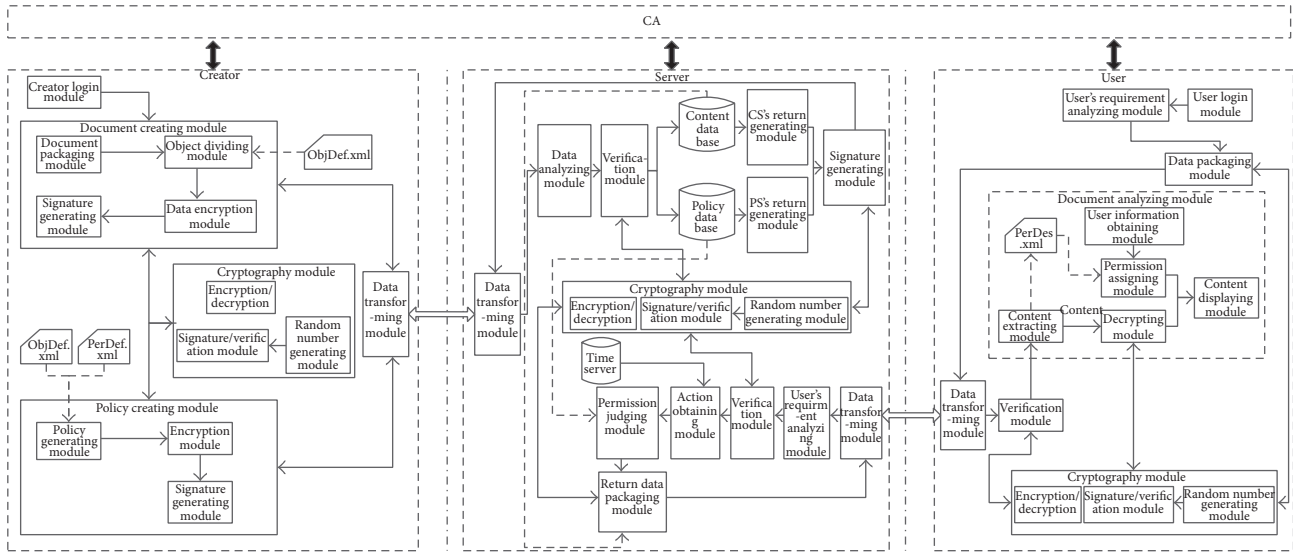 CA
Creator
Creator login
module
Document creating module
Document
packaging
module
Object dividing
module
ObjDef.xml
Signature
generating
module
Data encryption
module
Cryptography module
Encryption/
decryption
Signature/verific
ation module
Random
number
generating
module
Data
transfor
-ming
module
ObjDef.
xml
PerDef.
xml
Policy creating module
Policy
generating
module
Encryption
module
Signature
generating
module
Server
Data
transfor
-ming
module
Data
analyzing
module
Verifica-
tion
module
Content
data
base
Policy
data
base
CS's return
generating
module
PS's return
generating
module
Signature
generating
module
Cryptography module
Encryption/
decryption
Signature/verific
ation module
Random number
generating module
Time
server
Permission
judging
module
Action
obtainin
g
module
Verifica
tion
module
User's
requirm-
ent
analyzi
ng
module
Data
transfor
-ming
module
Return data
packaging
module
User
User's requirement
analyzing module
User login
module
Data packaging
module
Document analyzing module
User information
obtaining
module
PerDes
.xml
Permission
assigning
module
Content
displaying
module
Content
Content
extracting
module
Decrypting
module
Data
transfor
-ming
module
Verification
module
Cryptography module
Encryption/
decryption
Signature/verific
ation module
Random number
generating
module